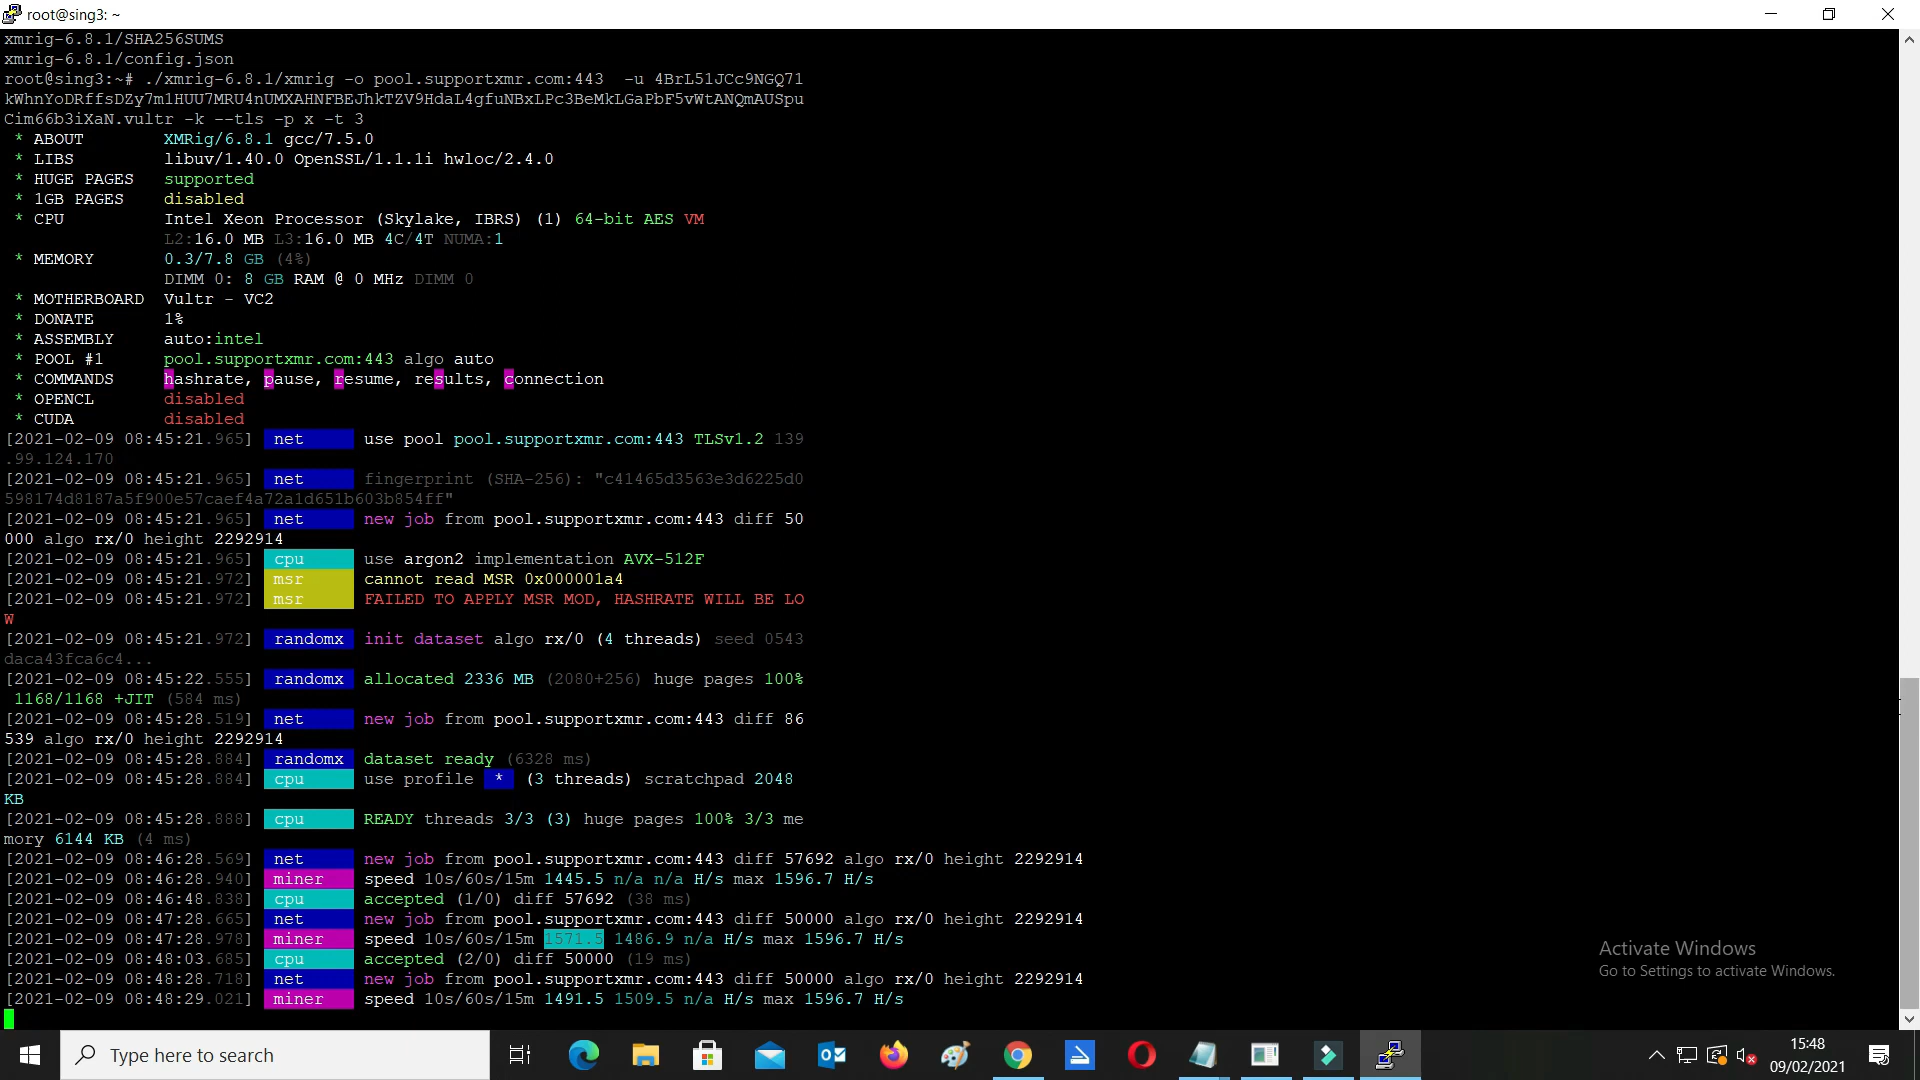 root@sing3: ~
xmrig-6.8.1/SHA256SUMS
xmrig-6.8.1/config.json
root@sing3:~# ./xmrig-6.8.1/xmrig -o pool.supportxmr.com:443  -u 4BrL51JCc9NGQ71
kWhnYoDRffsDZy7m1HUU7MRU4nUMXAHNFBEJhkTZV9HdaL4gfuNBxLPc3BeMkLGaPbF5vWtANQmAUSpu
Cim66b3iXaN.vultr -k --tls -p x -t 3
* ABOUT XMRig/6.8.1 gcc/7.5.0
* LIBS libuv/1.40.0 OpenSSL/1.1.1i hwloc/2.4.0
* HUGE PAGES supported
* 1GB PAGES disabled
* CPU Intel Xeon Processor (Skylake, IBRS) (1) 64-bit AES VM
L2:16.0 MB L3:16.0 MB 4C/4T NUMA:1
* MEMORY 0.3/7.8 GB (4%)
DIMM 0: 8 GB RAM @ 0 MHz DIMM 0
* MOTHERBOARD Vultr - VC2
* DONATE 1%
* ASSEMBLY auto:intel
* POOL #1 pool.supportxmr.com:443 algo auto
* COMMANDS hashrate, pause, resume, results, connection
* OPENCL disabled
* CUDA disabled
[2021-02-09 08:45:21.965] net use pool pool.supportxmr.com:443 TLSv1.2 139
.99.124.170
[2021-02-09 08:45:21.965] net fingerprint (SHA-256): "c41465d3563e3d6225d0
598174d8187a5f900e57caef4a72a1d651b603b854ff"
[2021-02-09 08:45:21.965] net new job from pool.supportxmr.com:443 diff 50
000 algo rx/0 height 2292914
[2021-02-09 08:45:21.965] cpu use argon2 implementation AVX-512F
[2021-02-09 08:45:21.972] msr cannot read MSR 0x000001a4
[2021-02-09 08:45:21.972] msr FAILED TO APPLY MSR MOD, HASHRATE WILL BE LO
W
[2021-02-09 08:45:21.972] randomx init dataset algo rx/0 (4 threads) seed 0543
daca43fca6c4...
[2021-02-09 08:45:22.555] randomx allocated 2336 MB (2080+256) huge pages 100%
1168/1168 +JIT (584 ms)
[2021-02-09 08:45:28.519] net new job from pool.supportxmr.com:443 diff 86
539 algo rx/0 height 2292914
[2021-02-09 08:45:28.884] randomx dataset ready (6328 ms)
[2021-02-09 08:45:28.884] cpu use profile * (3 threads) scratchpad 2048
KB
[2021-02-09 08:45:28.888] cpu READY threads 3/3 (3) huge pages 100% 3/3 me
mory 6144 KB (4 ms)
[2021-02-09 08:46:28.569] net new job from pool.supportxmr.com:443 diff 57692 algo rx/0 height 2292914
[2021-02-09 08:46:28.940] miner speed 10s/60s/15m 1445.5 n/a n/a H/s max 1596.7 H/s
[2021-02-09 08:46:48.838] cpu accepted (1/0) diff 57692 (38 ms)
[2021-02-09 08:47:28.665] net new job from pool.supportxmr.com:443 diff 50000 algo rx/0 height 2292914
[2021-02-09 08:47:28.978] miner speed 10s/60s/15m 1571.5 1486.9 n/a H/s max 1596.7 H/s
[2021-02-09 08:48:03.685] cpu accepted (2/0) diff 50000 (19 ms)
[2021-02-09 08:48:28.718] net new job from pool.supportxmr.com:443 diff 50000 algo rx/0 height 2292914
[2021-02-09 08:48:29.021] miner speed 10s/60s/15m 1491.5 1509.5 n/a H/s max 1596.7 H/s
Activate Windows
Go to Settings to activate Windows.
Type here to search
15:48
09/02/2021